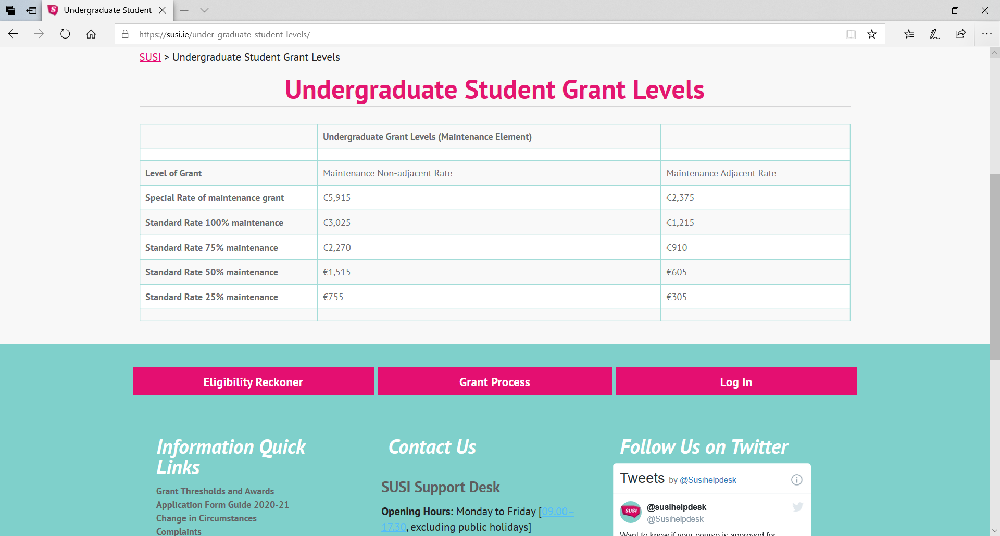 Undergraduate Student
https://susi.ie/under-graduate-student-levels/
SUSI > Undergraduate Student Grant Levels
Undergraduate Student Grant Levels
Undergraduate Grant Levels (Maintenance Element)
Level of Grant Maintenance Non-adjacent Rate Maintenance Adjacent Rate
Special Rate of maintenance grant €5,915 €2,375
Standard Rate 100% maintenance €3,025 €1,215
Standard Rate 75% maintenance €2,270 €910
Standard Rate 50% maintenance €1,515 €605
Standard Rate 25% maintenance €755 €305
Eligibility Reckoner Grant Process Log In
Information Quick
Links
Grant Thresholds and Awards
Application Form Guide 2020-21
Change in Circumstances
Complaints
Contact Us
SUSI Support Desk
Opening Hours: Monday to Friday [09.00–
17.30, excluding public holidays]
Follow Us on Twitter
Tweets by @Susihelpdesk
SUSI
@susihelpdesk
@Susihelpdesk
Want to know if your course is approved for